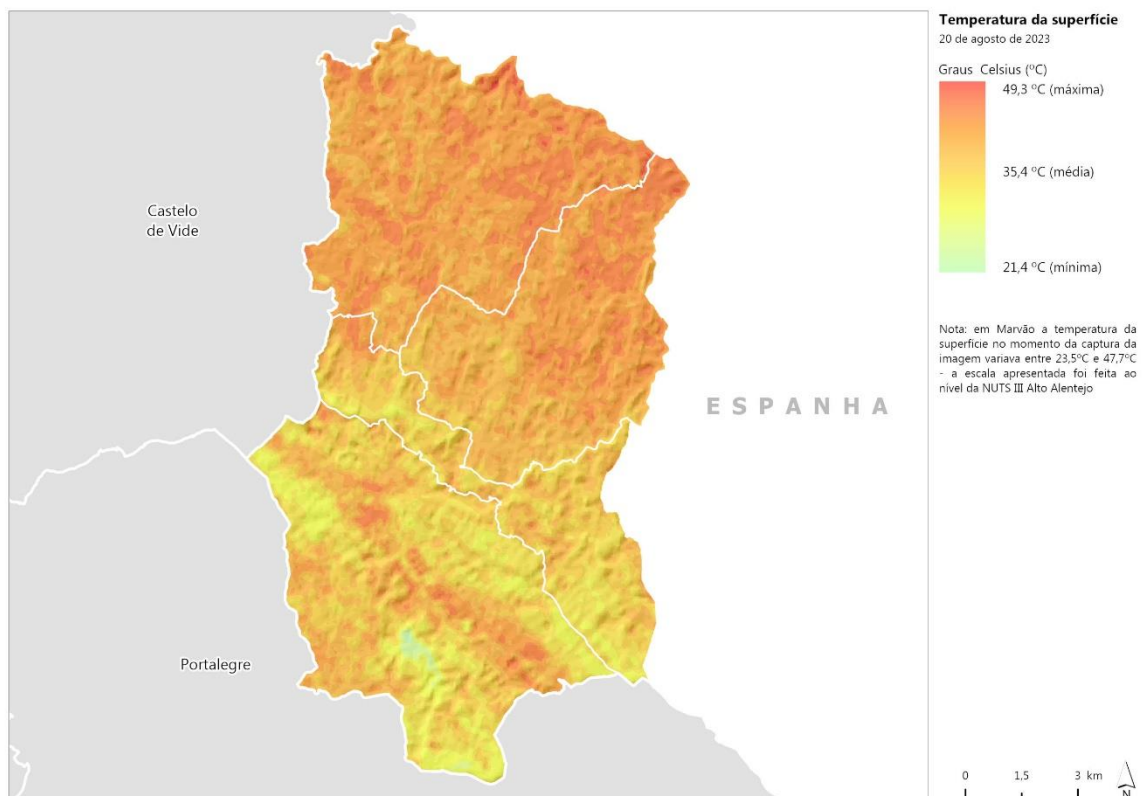 Temperatura da superfície
20 de agosto de 2023
Graus Celsius (ºC)
49,3 ºC (máxima)
35,4 ºC (média)
21,4 ºC (mínima)
Nota: em Marvão a temperatura da
superfície no momento da captura da
imagem variava entre 23,5ºC e 47,7ºC
- a escala apresentada foi feita ao
nível da NUTS III Alto Alentejo
Castelo
de Vide
ESPANHA
Portalegre
0 1,5 3 km
N